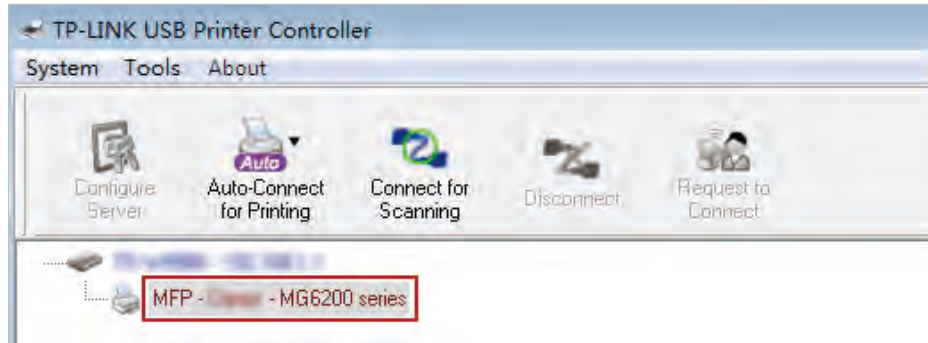 TP-LINK USB Printer Controller
System Tools About
Configure Server
Auto
Auto-Connect for Printing
Connect for Scanning
Disconnect
Request to Connect
MFP - - MG6200 series